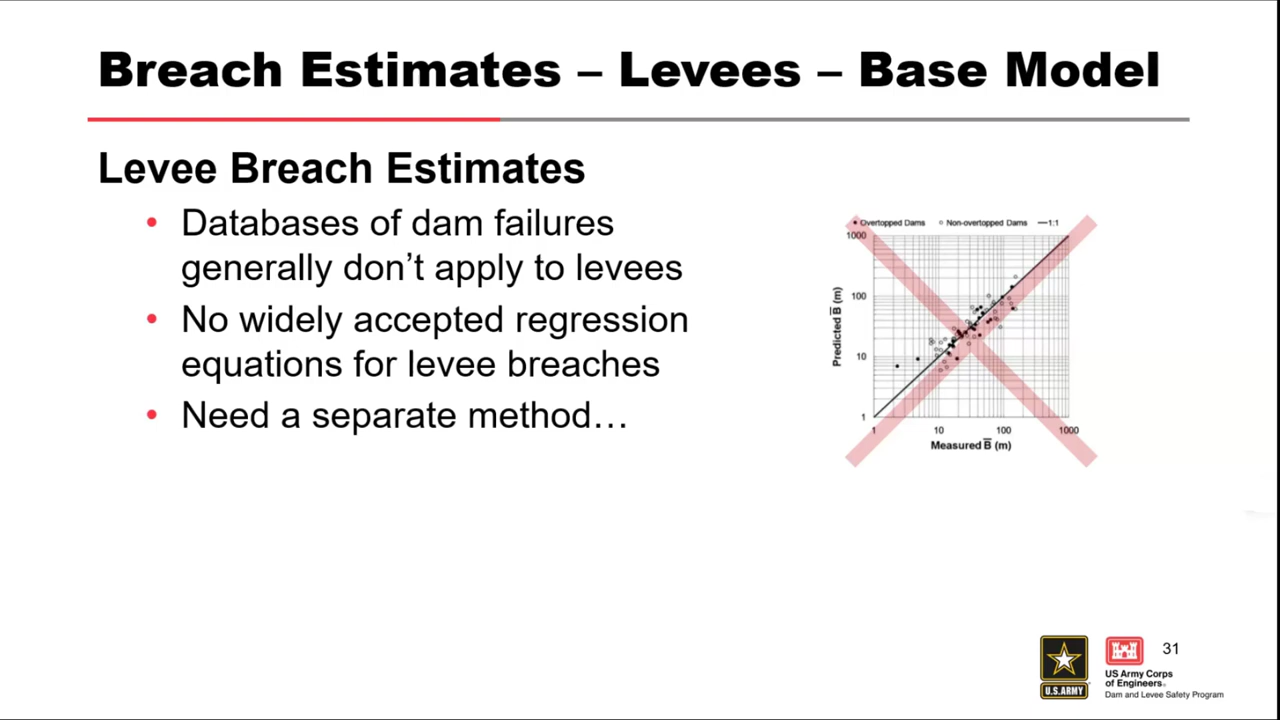 Breach Estimates – Levees – Base Model
Levee Breach Estimates
• Databases of dam failures
generally don’t apply to levees
• No widely accepted regression
equations for levee breaches
• Need a separate method…
• Overtopped Dams ○ Non-overtopped Dams —1:1
1000
100
10
1
Predicted B̅ (m)
1 10 100 1000
Measured B̅ (m)
31
U.S.ARMY
US Army Corps
of Engineers®
Dam and Levee Safety Program